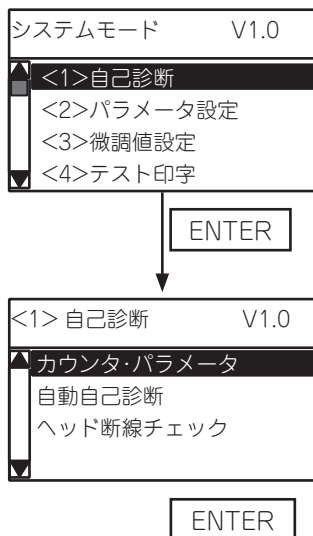 システムモード V1.0
<1>自己診断
<2>パラメータ設定
<3>微調値設定
<4>テスト印字
ENTER
<1> 自己診断 V1.0
カウンタ･パラメータ
自動自己診断
ヘッド断線チェック
ENTER